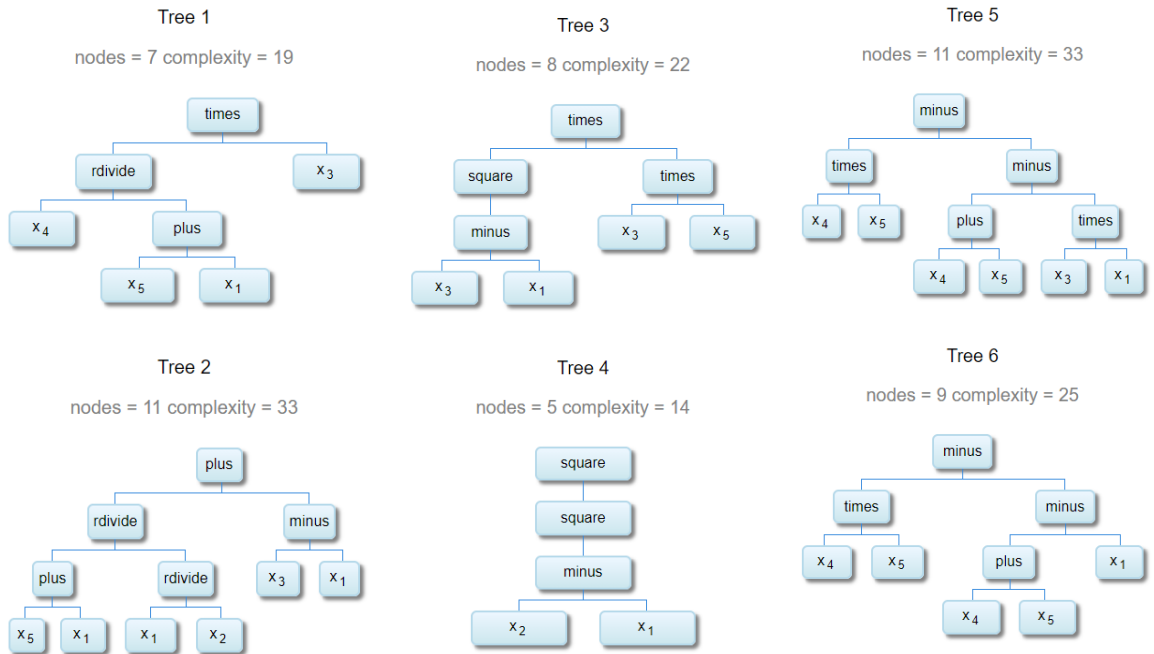 Tree 1
nodes = 7 complexity = 19
times
rdivide x3
x4 plus
x5 x1
Tree 3
nodes = 8 complexity = 22
times
square times
minus x3 x5
x3 x1
Tree 5
nodes = 11 complexity = 33
minus
times minus
x4 x5 plus times
x4 x5 x3 x1
Tree 2
nodes = 11 complexity = 33
plus
rdivide minus
plus rdivide x3 x1
x5 x1 x1 x2
Tree 4
nodes = 5 complexity = 14
square
square
minus
x2 x1
Tree 6
nodes = 9 complexity = 25
minus
times minus
x4 x5 plus x1
x4 x5